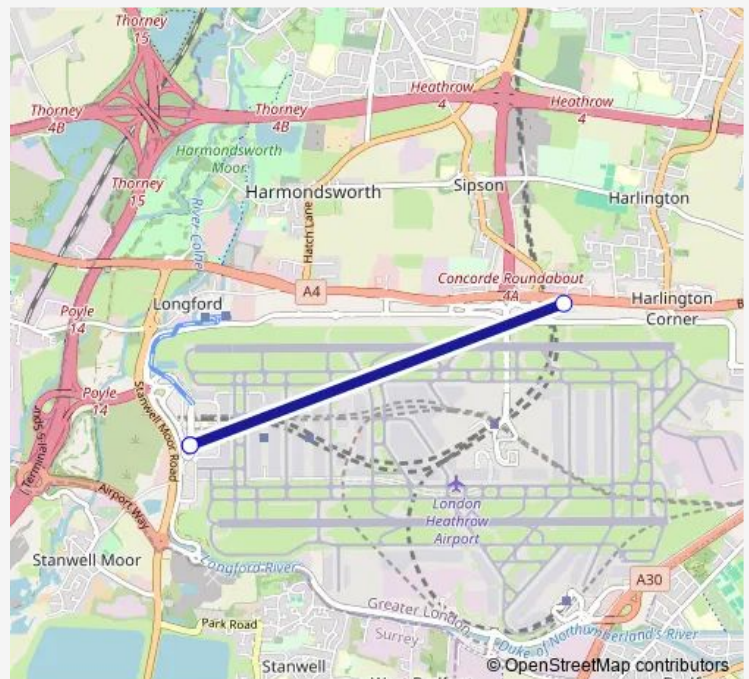 Thorney
15
Thorney
4B
Thorney
4B
Heathrow
4
Heathrow
4
Harmondsworth
Moor
Thorney
15
River Colne
Harmondsworth
Sipson
Harlington
Hatch Lane
Concorde Roundabout
4A
A4
Longford
Harlington
Corner
Poyle
14
Poyle
14
Stanwell Moor Road
Terminal 5
Airport Way
London
Heathrow
Airport
Stanwell Moor
Longford River
A30
Park Road
Greater London
Surrey
Duke of Northumberland's River
Stanwell
© OpenStreetMap contributors